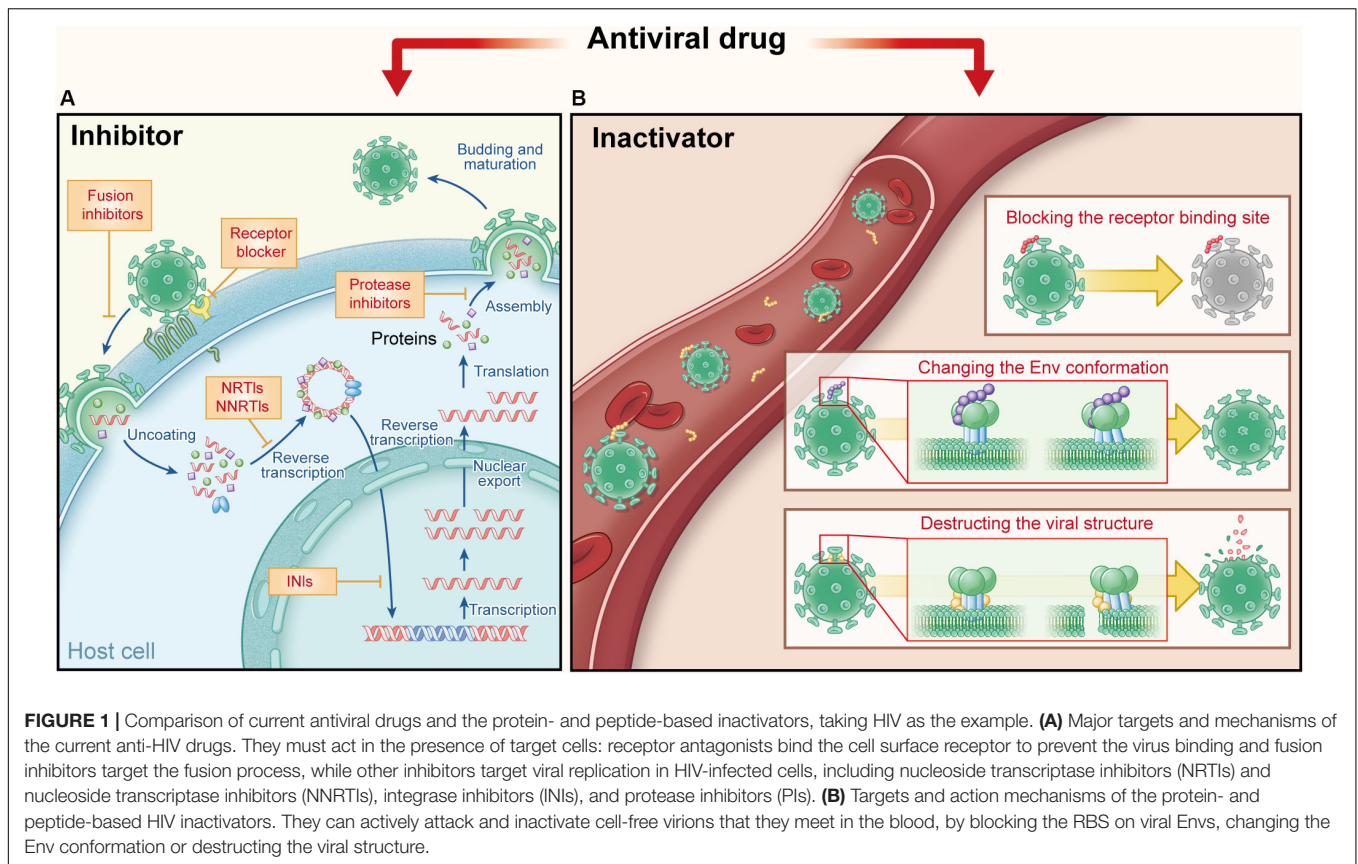 Antiviral drug
A
Inhibitor
Budding and
maturation
Fusion
inhibitors
Receptor
blocker
Protease
inhibitors
Assembly
Proteins
Translation
NRTIs
NNRTIs
Uncoating
Reverse
transcription
Reverse
transcription
Nuclear
export
INIs
Transcription
Host cell
B
Inactivator
Blocking the receptor binding site
Changing the Env conformation
Destructing the viral structure
FIGURE 1 | Comparison of current antiviral drugs and the protein- and peptide-based inactivators, taking HIV as the example. (A) Major targets and mechanisms of
the current anti-HIV drugs. They must act in the presence of target cells: receptor antagonists bind the cell surface receptor to prevent the virus binding and fusion
inhibitors target the fusion process, while other inhibitors target viral replication in HIV-infected cells, including nucleoside transcriptase inhibitors (NRTIs) and
nucleoside transcriptase inhibitors (NNRTIs), integrase inhibitors (INIs), and protease inhibitors (PIs). (B) Targets and action mechanisms of the protein- and
peptide-based HIV inactivators. They can actively attack and inactivate cell-free virions that they meet in the blood, by blocking the RBS on viral Envs, changing the
Env conformation or destructing the viral structure.